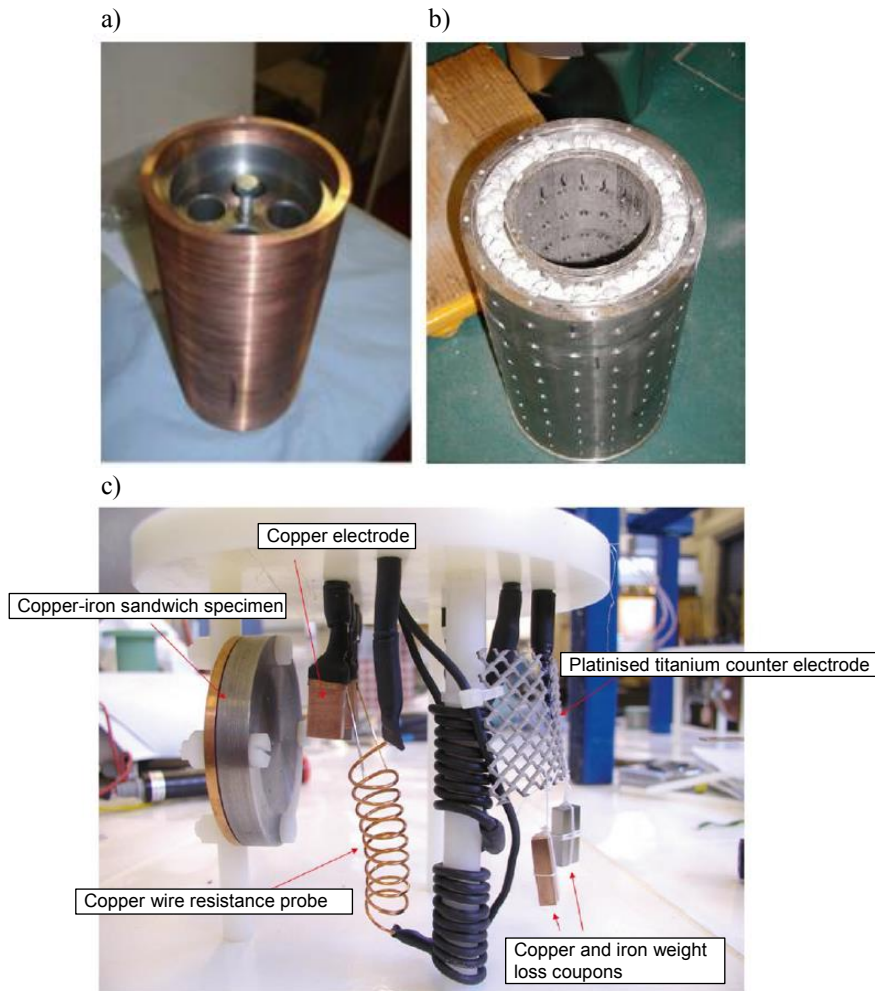 a)
b)
c)
Copper electrode
Copper-iron sandwich specimen
Platinised titanium counter electrode
Copper wire resistance probe
Copper and iron weight
loss coupons